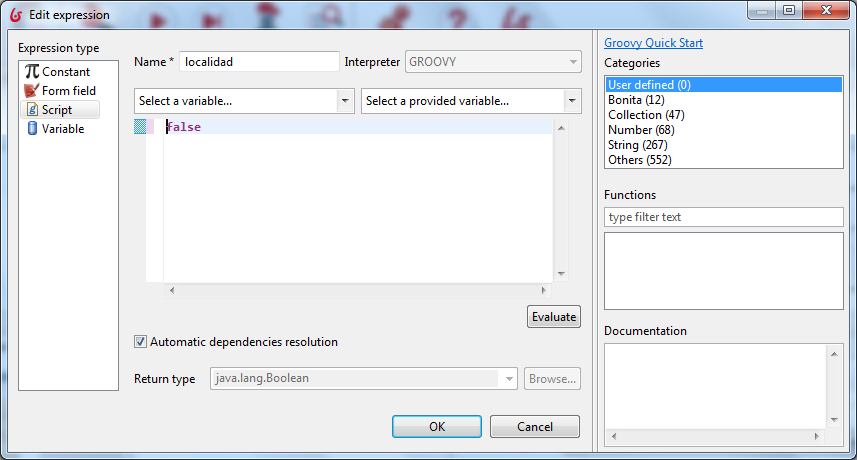 Edit expression
Expression type
Constant
Form field
Script
Variable
Name *
localidad
Interpreter
GROOVY
Select a variable...
Select a provided variable...
false
Evaluate
Automatic dependencies resolution
Return type
java.lang.Boolean
Browse...
OK
Cancel
Groovy Quick Start
Categories
User defined (0)
Bonita (12)
Collection (47)
Number (68)
String (267)
Others (552)
Functions
type filter text
Documentation